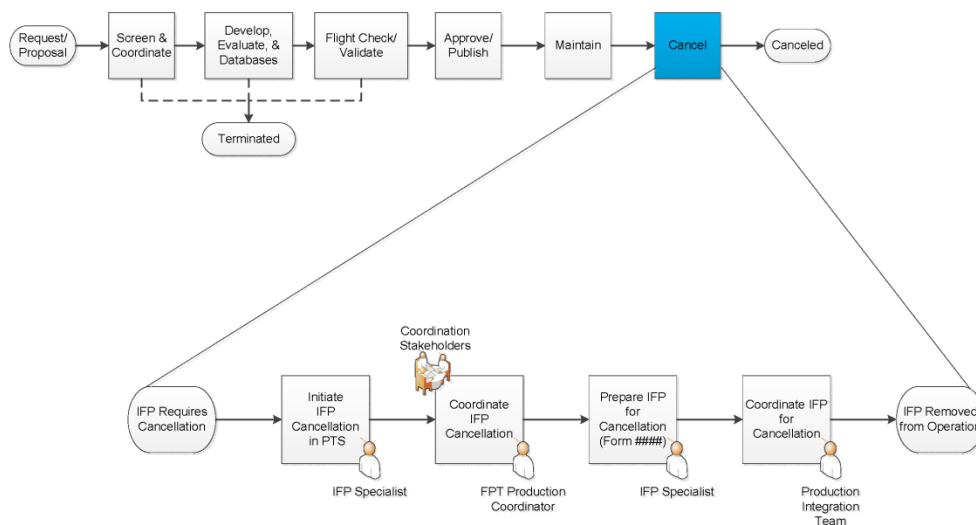 Request/
Proposal
Screen &
Coordinate
Develop,
Evaluate, &
Databases
Flight Check/
Validate
Approve/
Publish
Maintain
Cancel
Canceled
Terminated
Coordination
Stakeholders
IFP Requires
Cancellation
Initiate
IFP
Cancellation
in PTS
Coordinate
IFP
Cancellation
Prepare IFP
for
Cancellation
(Form ####)
Coordinate IFP
for
Cancellation
IFP Removed
from Operation
IFP Specialist
FPT Production
Coordinator
IFP Specialist
Production
Integration
Team